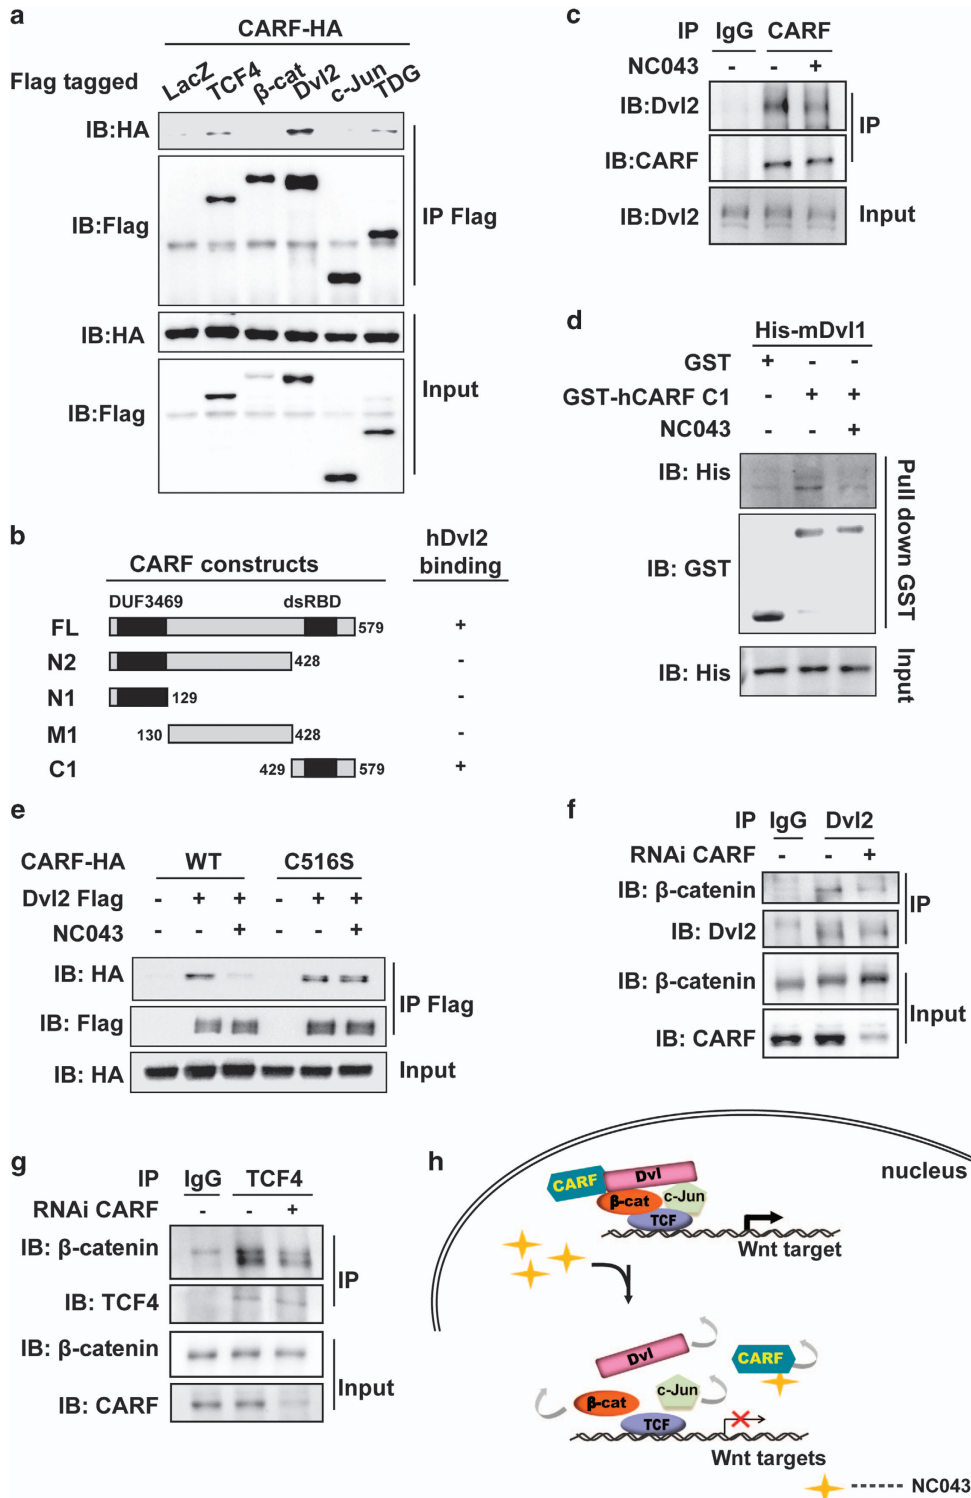 a
CARF-HA
Flag tagged
LacZ TCF4 β-cat Dvl2 c-Jun TDG
IB:HA
IB:Flag
IP Flag
IB:HA
IB:Flag
Input
b
CARF constructs
hDvl2
binding
DUF3469 dsRBD
FL 579 +
N2 428 -
N1 129 -
M1 130 428 -
C1 429 579 +
c
IP IgG CARF
NC043 - - +
IB:Dvl2
IB:CARF
IP
IB:Dvl2 Input
d
His-mDvl1
GST + - -
GST-hCARF C1 - + +
NC043 - - +
IB: His
IB: GST
Pull down GST
IB: His
Input
e
CARF-HA WT C516S
Dvl2 Flag - + + - + +
NC043 - - + - - +
IB: HA
IB: Flag
IP Flag
IB: HA Input
f
IP IgG Dvl2
RNAi CARF - - +
IB: β-catenin
IB: Dvl2
IP
IB: β-catenin
IB: CARF
Input
g
IP IgG TCF4
RNAi CARF - - +
IB: β-catenin
IB: TCF4
IP
IB: β-catenin
IB: CARF
Input
h
nucleus
CARF Dvl
β-cat c-Jun
TCF
Wnt target
Dvl
CARF
β-cat c-Jun
TCF
Wnt targets
NC043